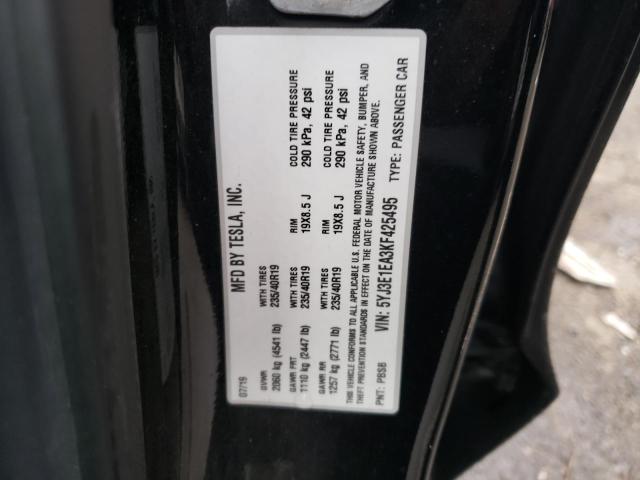 MFD BY TESLA, INC.
07/19
GVWR WITH TIRES RIM COLD TIRE PRESSURE
2060 kg (4541 lb) 235/40R19 19X8.5 J 290 kPa, 42 psi
GAWR FRT WITH TIRES
1110 kg (2447 lb) 235/40R19
GAWR RR WITH TIRES RIM COLD TIRE PRESSURE
1257 kg (2771 lb) 235/40R19 19X8.5 J 290 kPa, 42 psi
THIS VEHICLE CONFORMS TO ALL APPLICABLE U.S. FEDERAL MOTOR VEHICLE SAFETY, BUMPER, AND
THEFT PREVENTION STANDARDS IN EFFECT ON THE DATE OF MANUFACTURE SHOWN ABOVE.
VIN: 5YJ3E1EA3KF425495 TYPE: PASSENGER CAR
PNT: PBSB